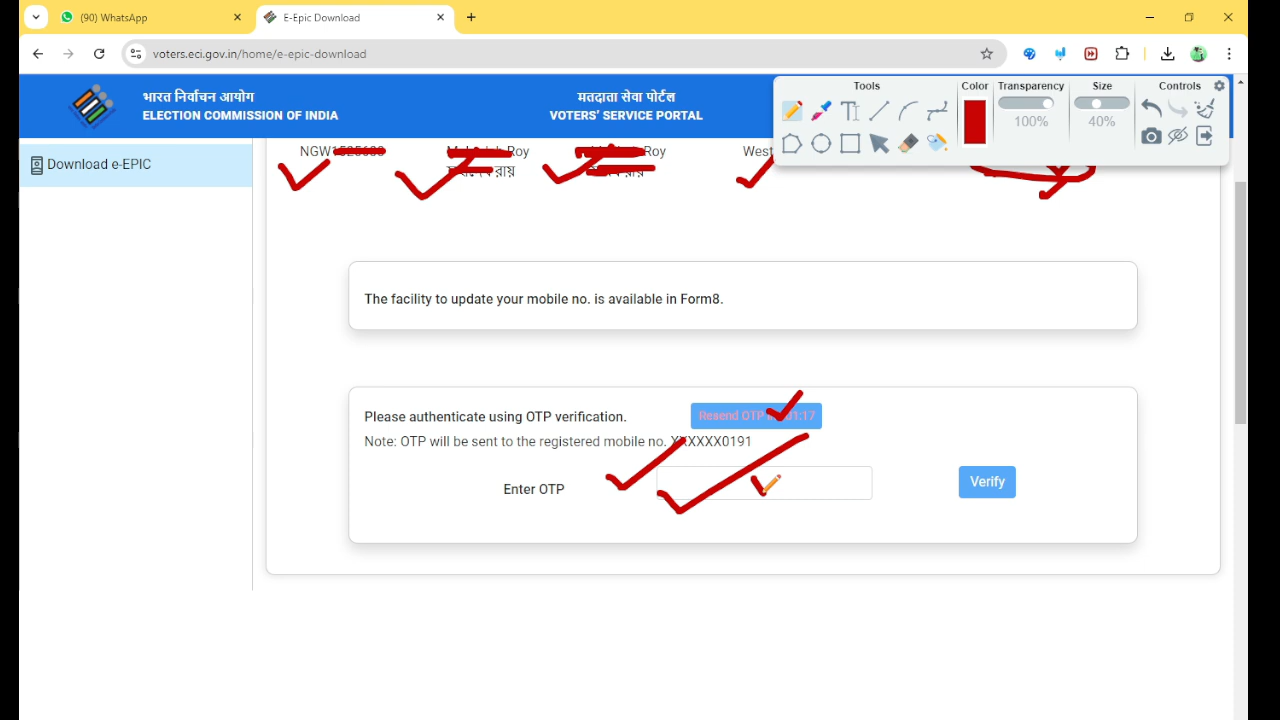 (90) WhatsApp
E-Epic Download
voters.eci.gov.in/home/e-epic-download
भारत निर्वाचन आयोग
ELECTION COMMISSION OF INDIA
मतदाता सेवा पोर्टल
VOTERS' SERVICE PORTAL
Tools
Color
Transparency
Size
Controls
100%
40%
Download e-EPIC
NGW
Roy
Roy
West
রায়
রায়
The facility to update your mobile no. is available in Form8.
Please authenticate using OTP verification.
Resend OTP 01:17
Note: OTP will be sent to the registered mobile no. XXXXXX0191
Enter OTP
Verify